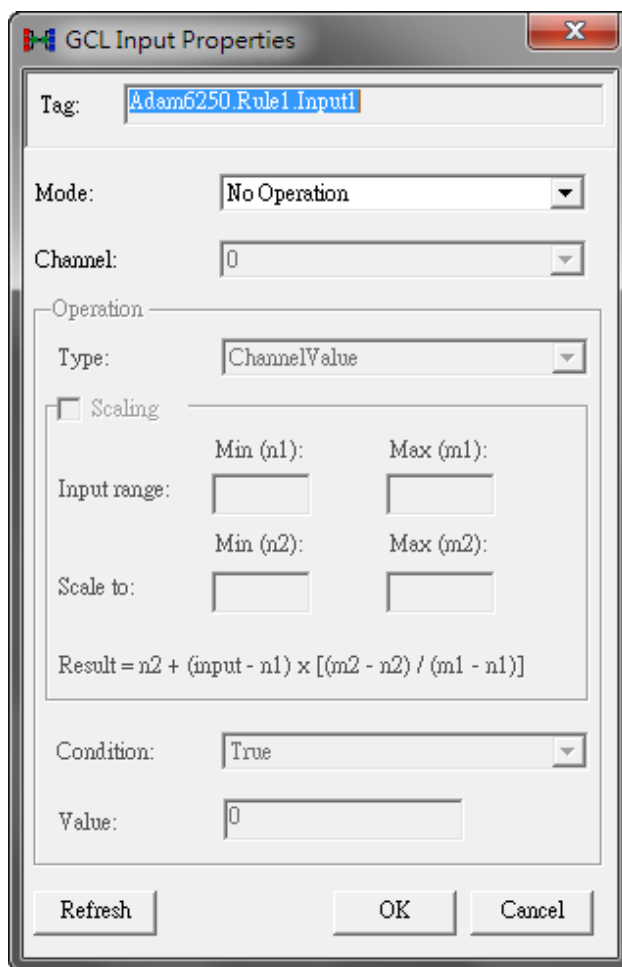 GCL Input Properties
Tag: Adam6250.Rule1.Input1
Mode: No Operation
Channel: 0
Operation
Type: ChannelValue
Scaling
Min (n1): Max (m1):
Input range:
Min (n2): Max (m2):
Scale to:
Result = n2 + (input - n1) x [(m2 - n2) / (m1 - n1)]
Condition: True
Value: 0
Refresh OK Cancel